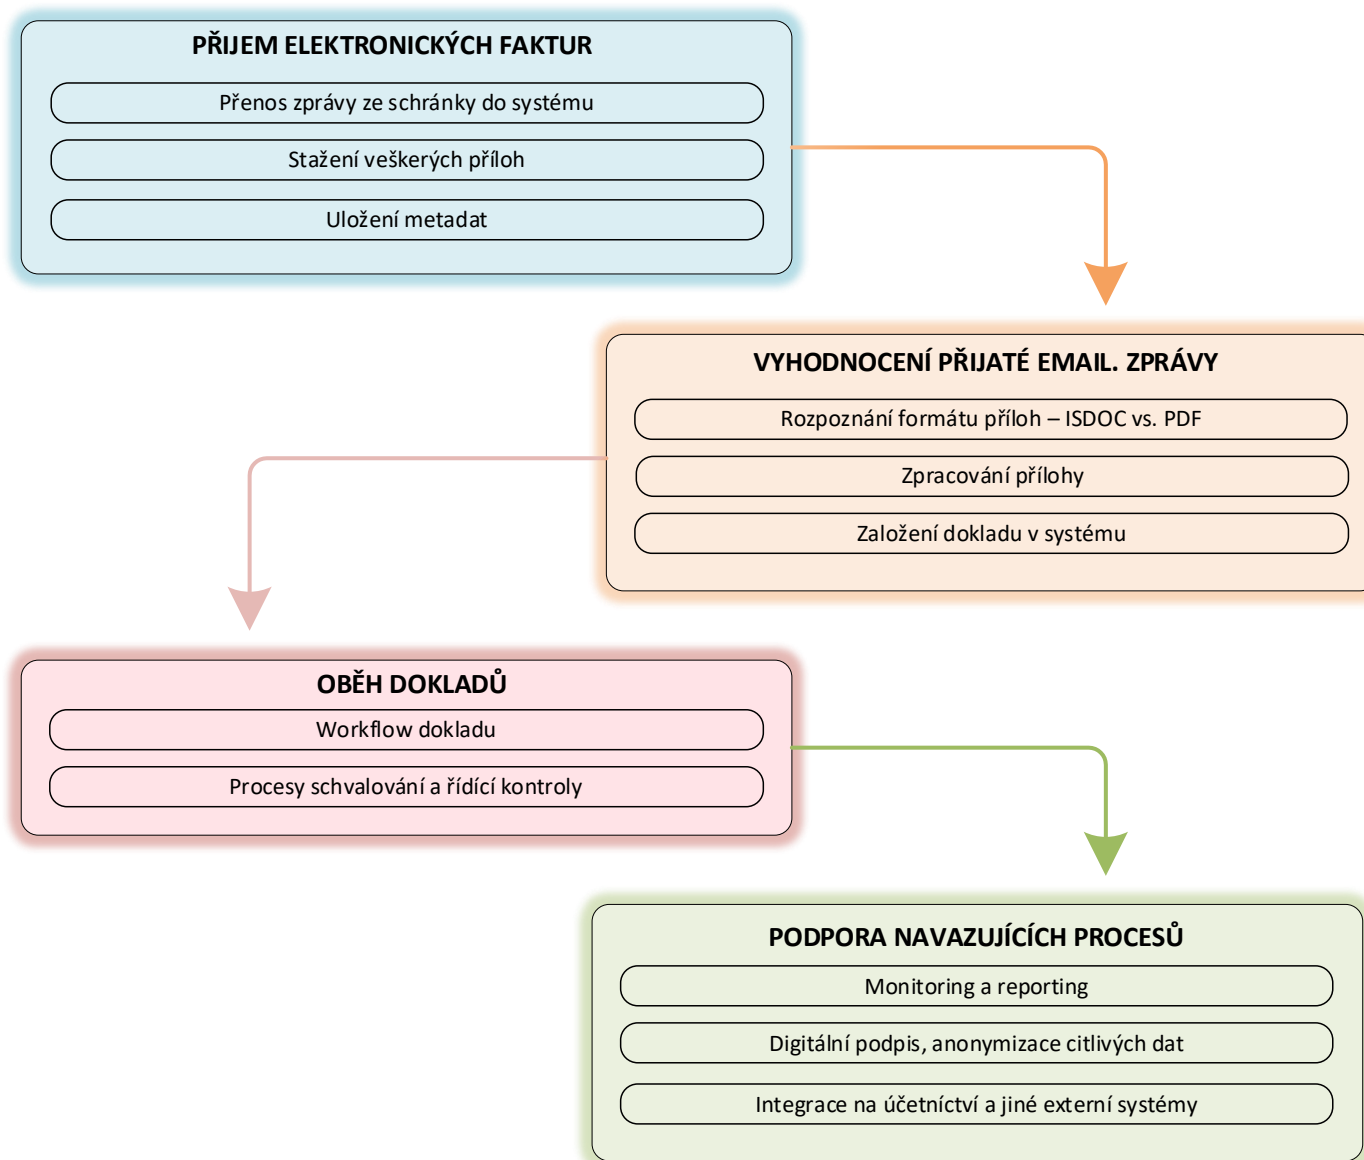 PŘIJEM ELEKTRONICKÝCH FAKTUR
Přenos zprávy ze schránky do systému
Stažení veškerých příloh
Uložení metadat
VYHODNOCENÍ PŘIJATÉ EMAIL. ZPRÁVY
Rozpoznání formátu příloh – ISDOC vs. PDF
Zpracování přílohy
Založení dokladu v systému
OBĚH DOKLADŮ
Workflow dokladu
Procesy schvalování a řídící kontroly
PODPORA NAVAZUJÍCÍCH PROCESŮ
Monitoring a reporting
Digitální podpis, anonymizace citlivých dat
Integrace na účetníctví a jiné externí systémy